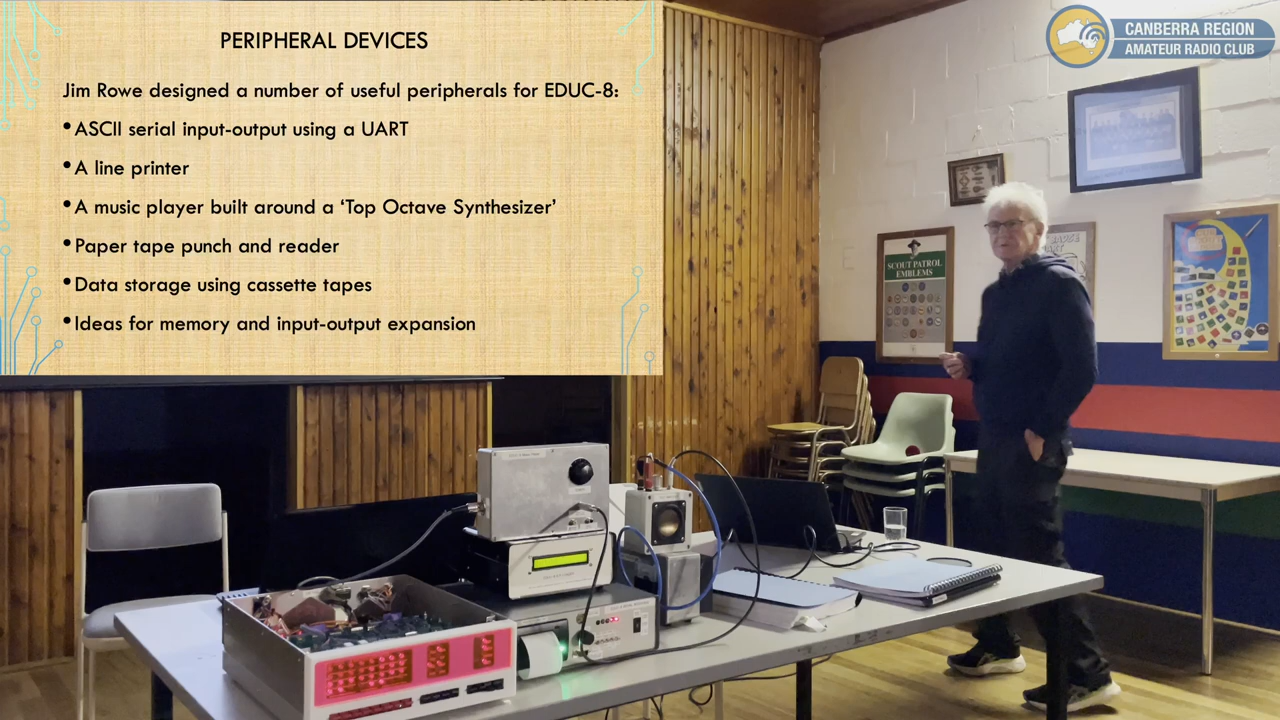 PERIPHERAL DEVICES
Jim Rowe designed a number of useful peripherals for EDUC-8:
•ASCII serial input-output using a UART
•A line printer
•A music player built around a ‘Top Octave Synthesizer’
•Paper tape punch and reader
•Data storage using cassette tapes
•Ideas for memory and input-output expansion
CANBERRA REGION
AMATEUR RADIO CLUB
SCOUT PATROL
EMBLEMS